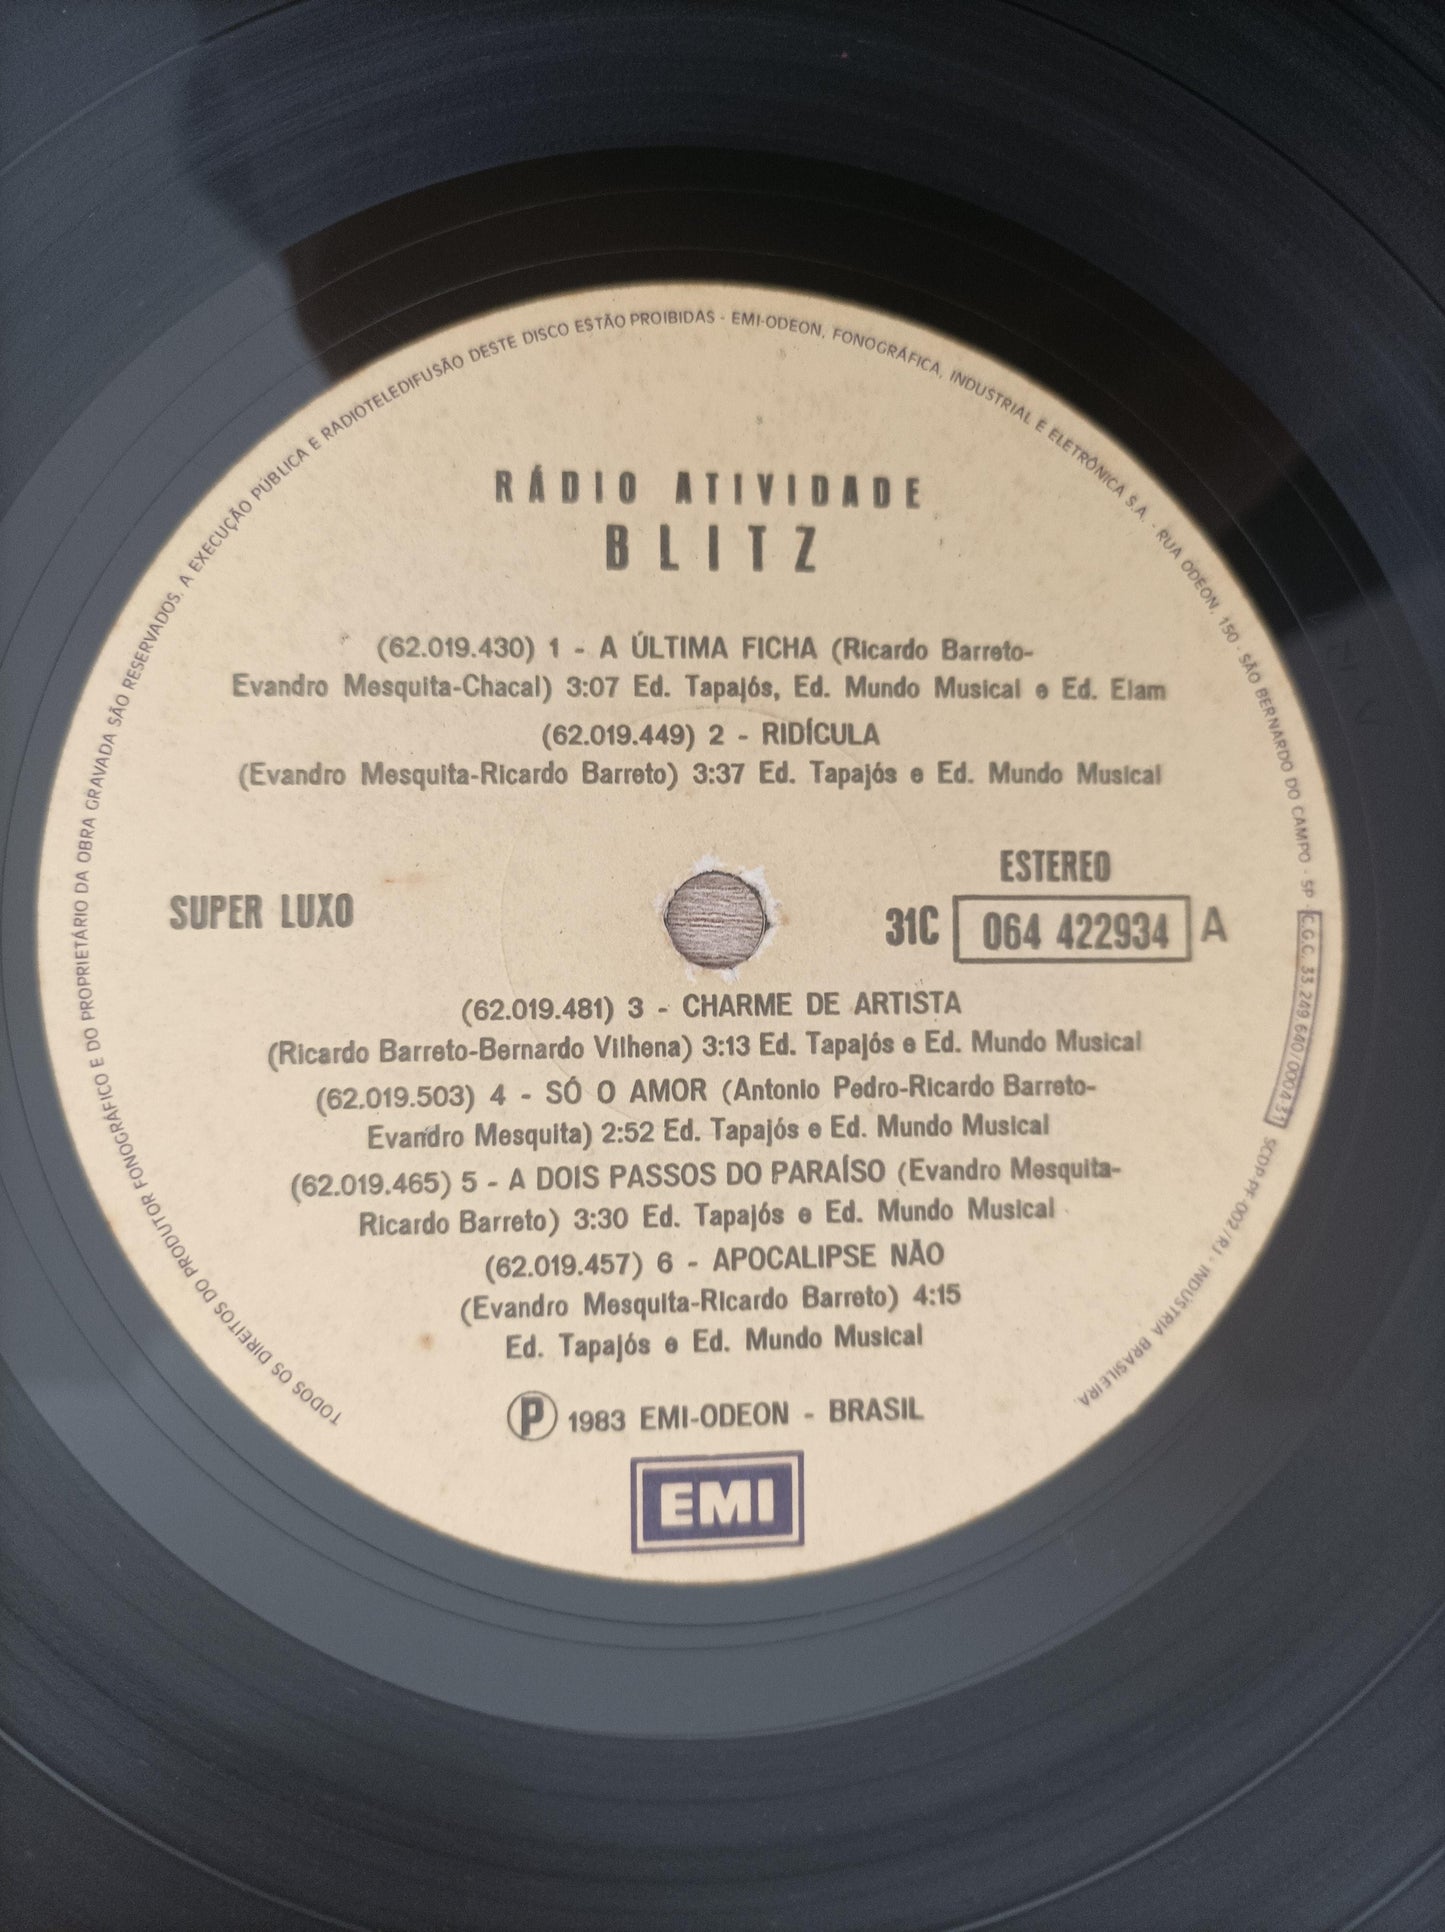 TODOS OS DIREITOS DO PRODUTOR FONOGRÁFICO E DO PROPRIETÁRIO DA OBRA GRAVADA SÃO RESERVADOS. A EXECUÇÃO PÚBLICA E RADIOTELEDIFUSÃO DESTE DISCO ESTÃO PROIBIDAS - EMI-ODEON, FONOGRÁFICA, INDUSTRIAL E ELETRÔNICA S.A. - RUA ODEON, 150 - SÃO BERNARDO DO CAMPO - SP - C.G.C. 33.249.640/0004 SCDP-PF-002/RJ - INDÚSTRIA BRASILEIRA.
RÁDIO ATIVIDADE
BLITZ
(62.019.430) 1 - A ÚLTIMA FICHA (Ricardo Barreto-
Evandro Mesquita-Chacal) 3:07 Ed. Tapajós, Ed. Mundo Musical e Ed. Elam
(62.019.449) 2 - RIDÍCULA
(Evandro Mesquita-Ricardo Barreto) 3:37 Ed. Tapajós e Ed. Mundo Musical
SUPER LUXO
ESTEREO
31C 064 422934 A
(62.019.481) 3 - CHARME DE ARTISTA
(Ricardo Barreto-Bernardo Vilhena) 3:13 Ed. Tapajós e Ed. Mundo Musical
(62.019.503) 4 - SÓ O AMOR (Antonio Pedro-Ricardo Barreto-
Evandro Mesquita) 2:52 Ed. Tapajós e Ed. Mundo Musical
(62.019.465) 5 - A DOIS PASSOS DO PARAÍSO (Evandro Mesquita-
Ricardo Barreto) 3:30 Ed. Tapajós e Ed. Mundo Musical
(62.019.457) 6 - APOCALIPSE NÃO
(Evandro Mesquita-Ricardo Barreto) 4:15
Ed. Tapajós e Ed. Mundo Musical
Ⓟ 1983 EMI-ODEON - BRASIL
EMI